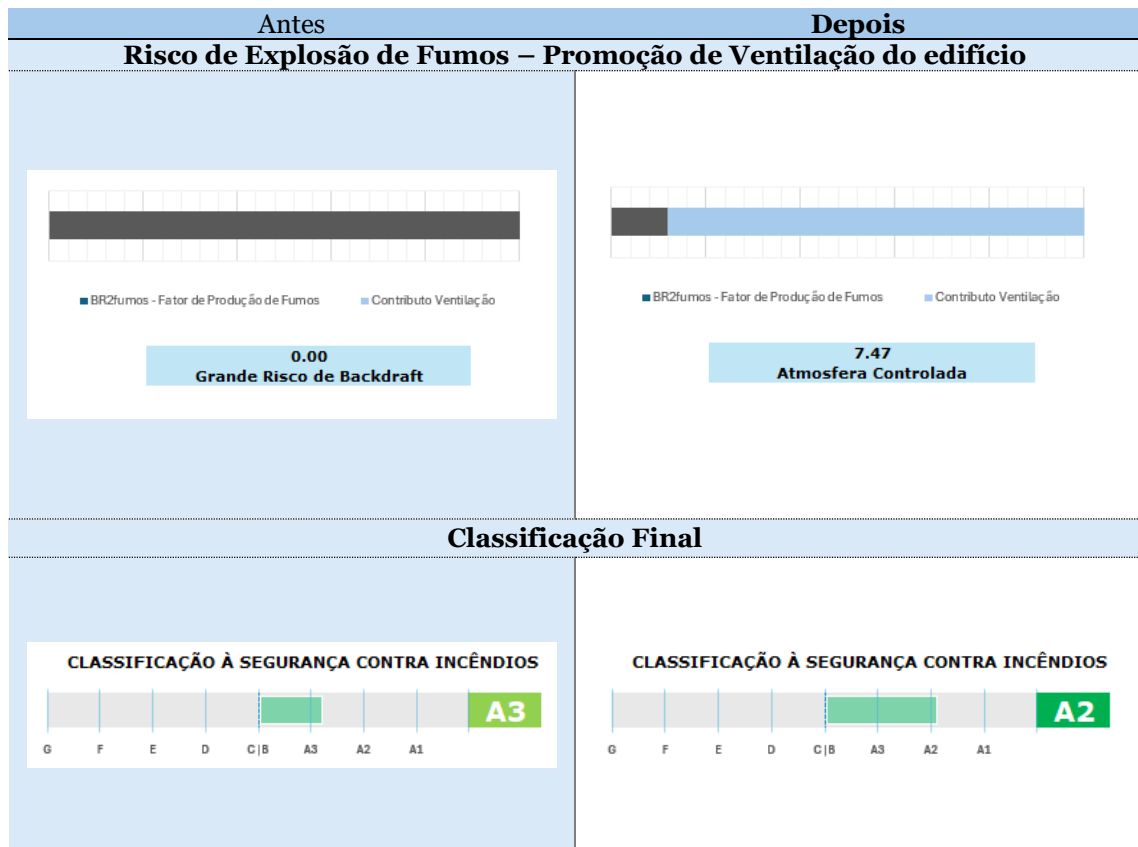 Antes
Depois
Risco de Explosão de Fumos – Promoção de Ventilação do edifício
BR2fumos - Fator de Produção de Fumos
Contributo Ventilação
0.00
Grande Risco de Backdraft
BR2fumos - Fator de Produção de Fumos
Contributo Ventilação
7.47
Atmosfera Controlada
Classificação Final
CLASSIFICAÇÃO À SEGURANÇA CONTRA INCÊNDIOS
A3
G F E D C|B A3 A2 A1
CLASSIFICAÇÃO À SEGURANÇA CONTRA INCÊNDIOS
A2
G F E D C|B A3 A2 A1